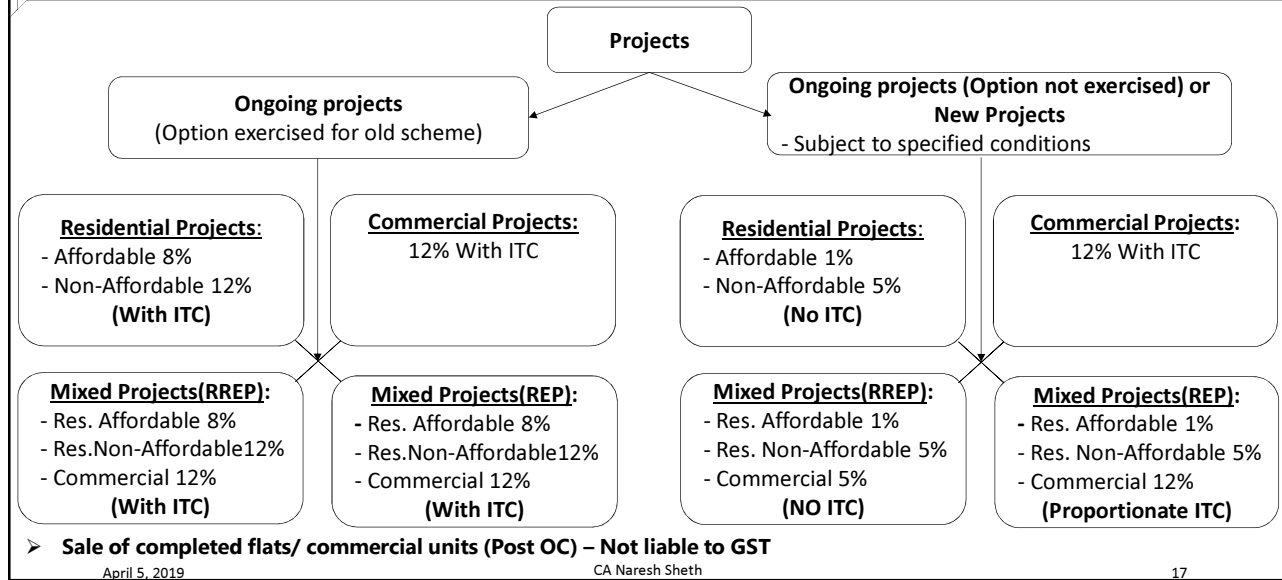 Projects
Ongoing projects
(Option exercised for old scheme)
Ongoing projects (Option not exercised) or
New Projects
- Subject to specified conditions
Residential Projects:
- Affordable 8%
- Non-Affordable 12%
(With ITC)
Commercial Projects:
12% With ITC
Residential Projects:
- Affordable 1%
- Non-Affordable 5%
(No ITC)
Commercial Projects:
12% With ITC
Mixed Projects(RREP):
- Res. Affordable 8%
- Res.Non-Affordable12%
- Commercial 12%
(With ITC)
Mixed Projects(REP):
- Res. Affordable 8%
- Res.Non-Affordable12%
- Commercial 12%
(With ITC)
Mixed Projects(RREP):
- Res. Affordable 1%
- Res. Non-Affordable 5%
- Commercial 5%
(NO ITC)
Mixed Projects(REP):
- Res. Affordable 1%
- Res. Non-Affordable 5%
- Commercial 12%
(Proportionate ITC)
➢ Sale of completed flats/ commercial units (Post OC) – Not liable to GST
April 5, 2019
CA Naresh Sheth
17